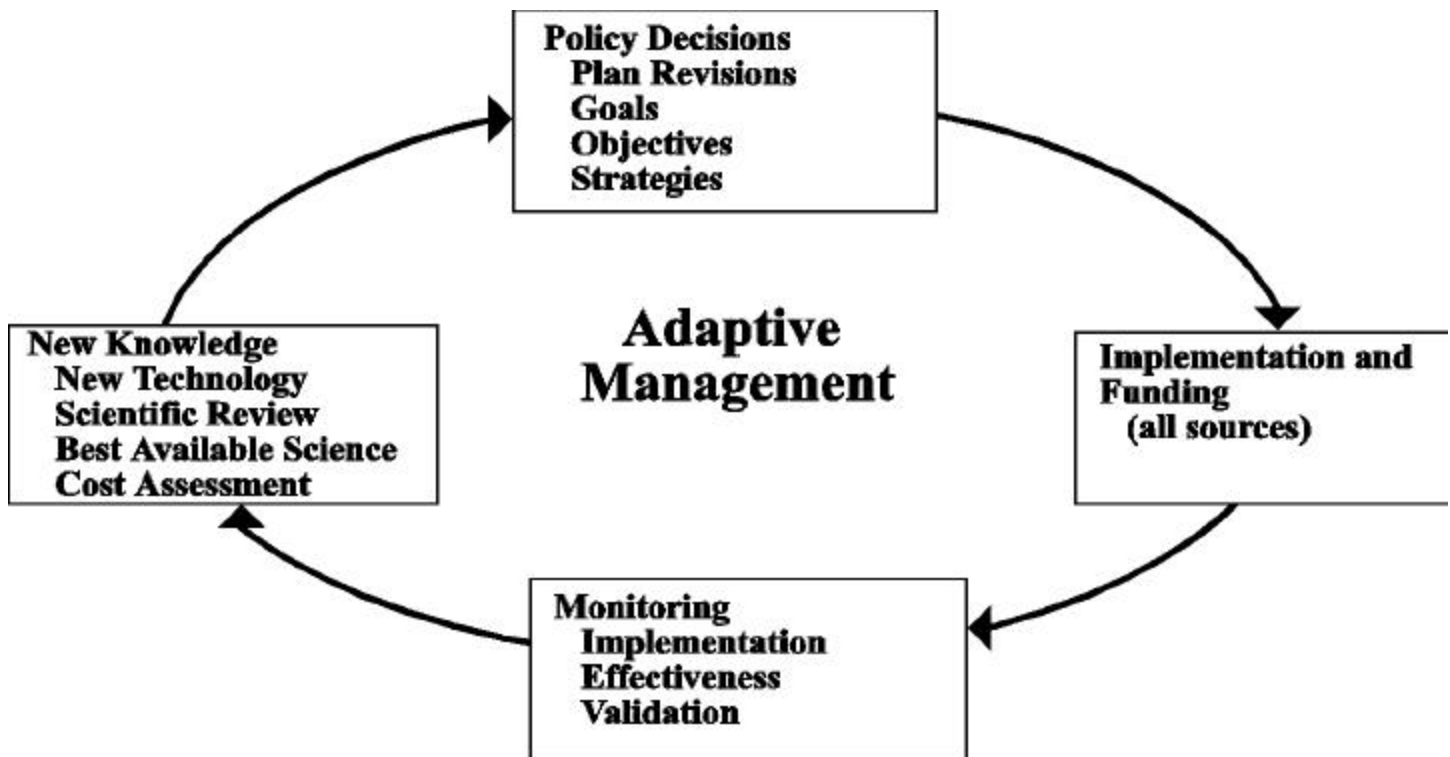 Policy Decisions
Plan Revisions
Goals
Objectives
Strategies
Adaptive
Management
New Knowledge
New Technology
Scientific Review
Best Available Science
Cost Assessment
Implementation and
Funding
(all sources)
Monitoring
Implementation
Effectiveness
Validation